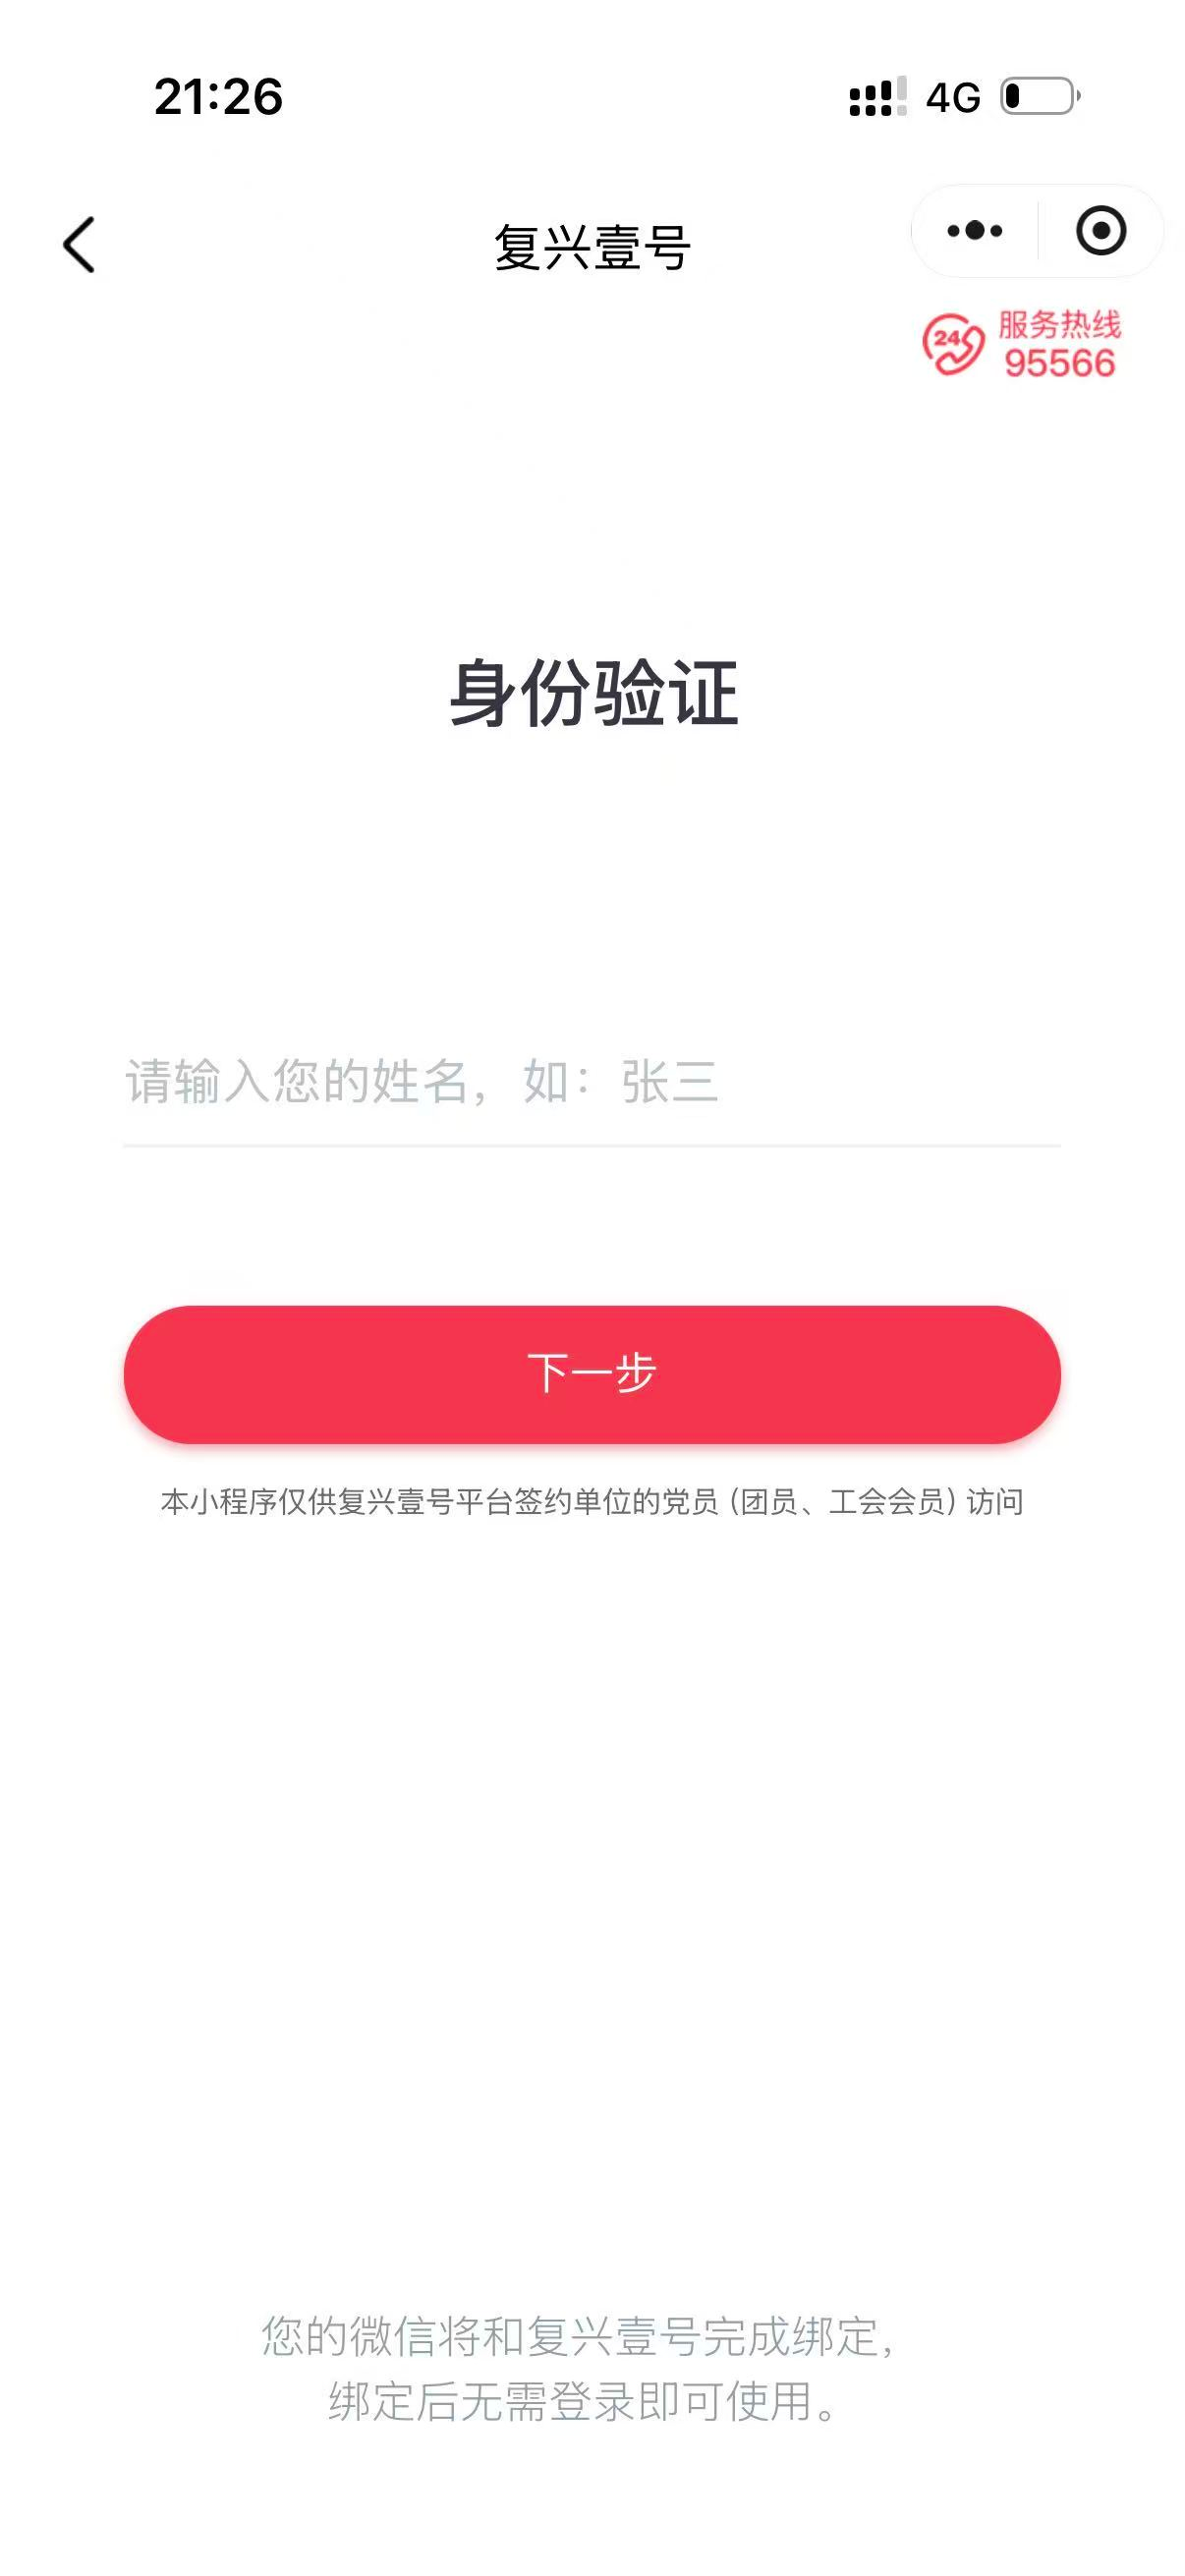 21:26
4G
复兴壹号
24
服务热线
95566
身份验证
请输入您的姓名，如：张三
下一步
本小程序仅供复兴壹号平台签约单位的党员（团员、工会会员）访问
您的微信将和复兴壹号完成绑定，
绑定后无需登录即可使用。